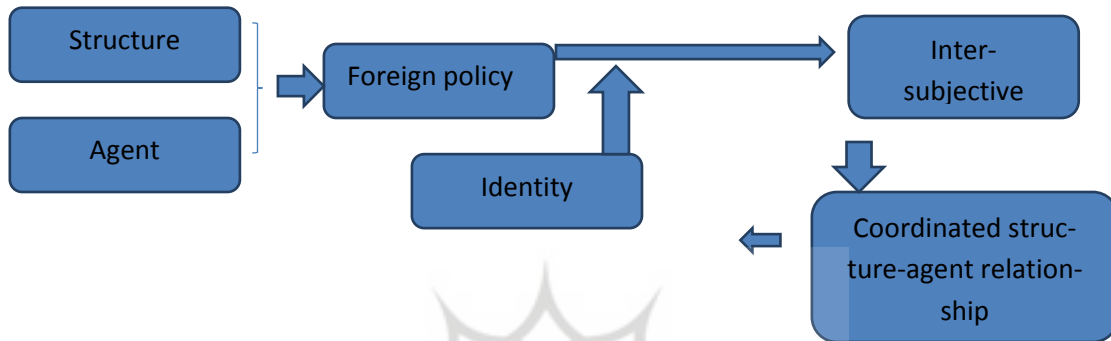 Structure
Agent
Foreign policy
Identity
Inter-
subjective
Coordinated struc-
ture-agent relation-
ship